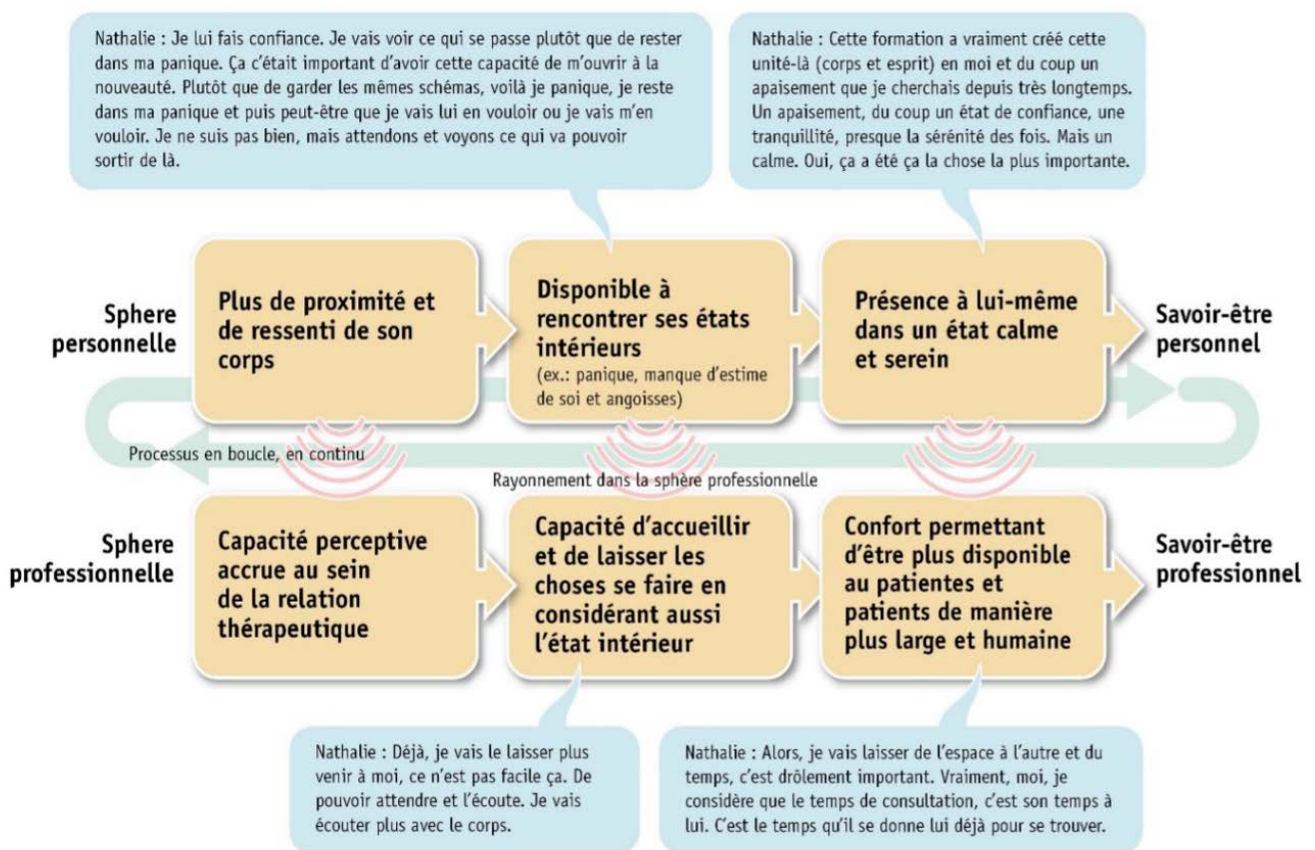 Nathalie : Je lui fais confiance. Je vais voir ce qui se passe plutôt que de rester
dans ma panique. Ça c'était important d'avoir cette capacité de m'ouvrir à la
nouveauté. Plutôt que de garder les mêmes schémas, voilà je panique, je reste
dans ma panique et puis peut-être que je vais lui en vouloir ou je vais m'en
vouloir. Je ne suis pas bien, mais attendons et voyons ce qui va pouvoir
sortir de là.
Nathalie : Cette formation a vraiment créé cette
unité-là (corps et esprit) en moi et du coup un
apaisement que je cherchais depuis très longtemps.
Un apaisement, du coup un état de confiance, une
tranquillité, presque la sérénité des fois. Mais un
calme. Oui, ça a été ça la chose la plus importante.
Sphere
personnelle
Plus de proximité et
de ressenti de son
corps
Disponible à
rencontrer ses états
intérieurs
(ex.: panique, manque d'estime
de soi et angoisses)
Présence à lui-même
dans un état calme
et serein
Savoir-être
personnel
Processus en boucle, en continu
Rayonnement dans la sphère professionnelle
Sphere
professionnelle
Capacité perceptive
accrue au sein
de la relation
thérapeutique
Capacité d'accueillir
et de laisser les
choses se faire en
considérant aussi
l'état intérieur
Confort permettant
d'être plus disponible
au patientes et
patients de manière
plus large et humaine
Savoir-être
professionnel
Nathalie : Déjà, je vais le laisser plus
venir à moi, ce n'est pas facile ça. De
pouvoir attendre et l'écoute. Je vais
écouter plus avec le corps.
Nathalie : Alors, je vais laisser de l'espace à l'autre et du
temps, c'est drôlement important. Vraiment, moi, je
considère que le temps de consultation, c'est son temps à
lui. C'est le temps qu'il se donne lui déjà pour se trouver.